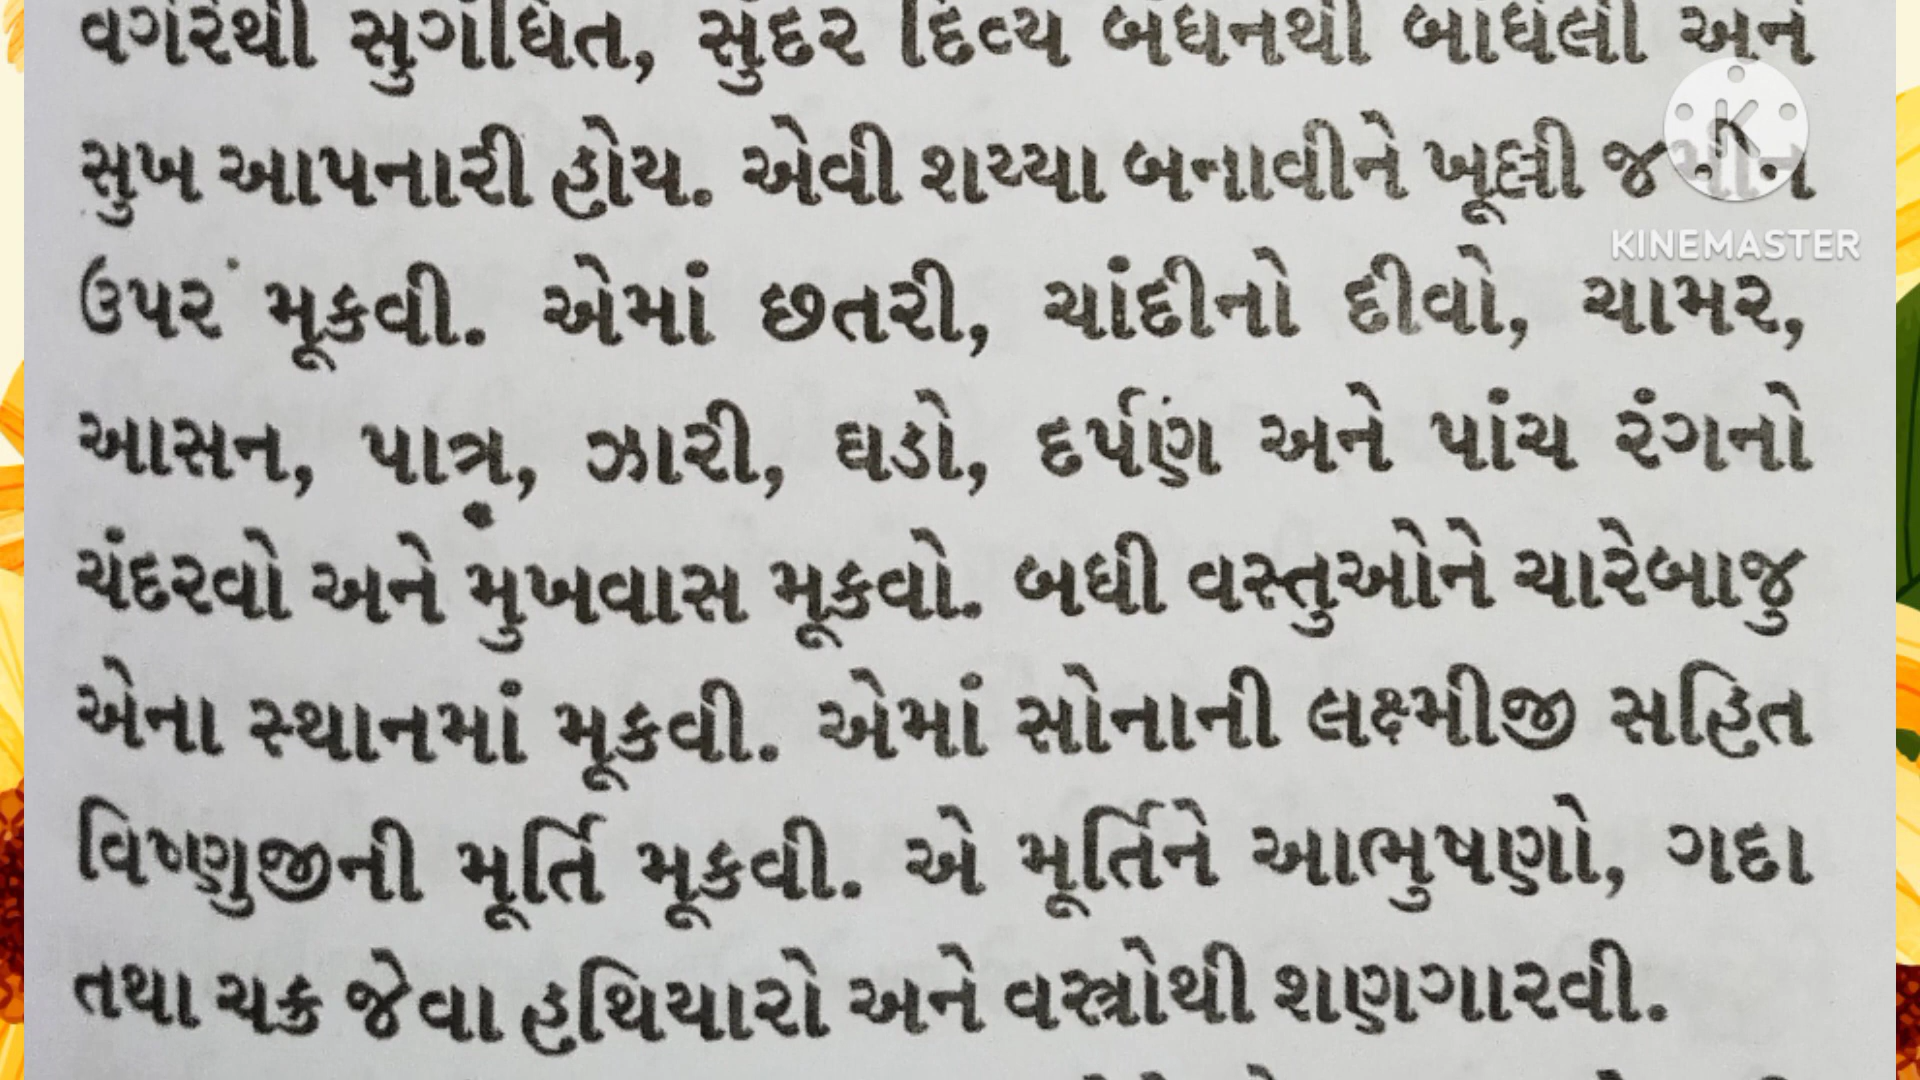 વગેરેથી સુગંધિત, સુંદર દિવ્ય બંધનથી બાંધેલી અને
સુખ આપનારી હોય. એવી શય્યા બનાવીને ખૂલ્લી જમીન
ઉપર મૂકવી. એમાં છતરી, ચાંદીનો દીવો, ચામર,
આસન, પાત્ર, ઝારી, ઘડો, દર્પણ અને પાંચ રંગનો
ચંદરવો અને મુખવાસ મૂકવો. બધી વસ્તુઓને ચારેબાજુ
એના સ્થાનમાં મૂકવી. એમાં સોનાની લક્ષ્મીજી સહિત
વિષ્ણુજીની મૂર્તિ મૂકવી. એ મૂર્તિને આભુષણો, ગદા
તથા ચક્ર જેવા હથિયારો અને વસ્ત્રોથી શણગારવી.
KINEMASTER